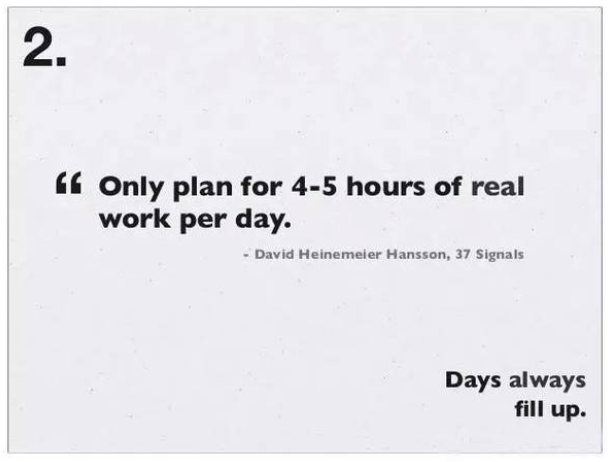 2.
“ Only plan for 4-5 hours of real
work per day.
- David Heinemeier Hansson, 37 Signals
Days always
fill up.